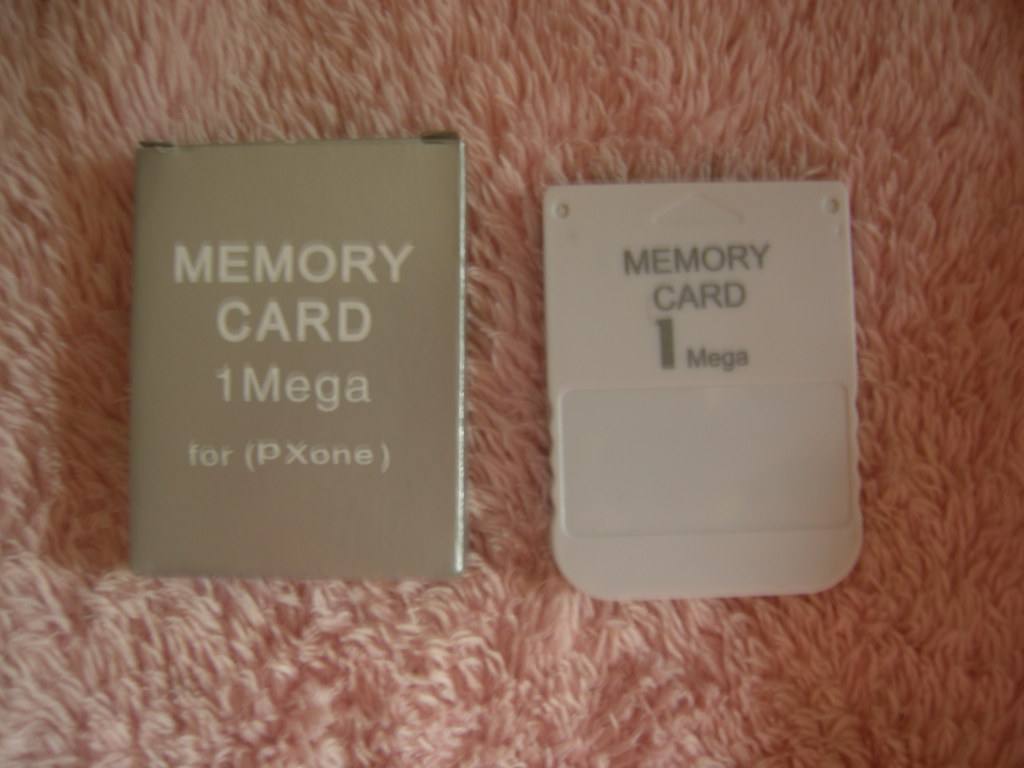 MEMORY
CARD
1Mega
for (PXone)
MEMORY
CARD
1 Mega